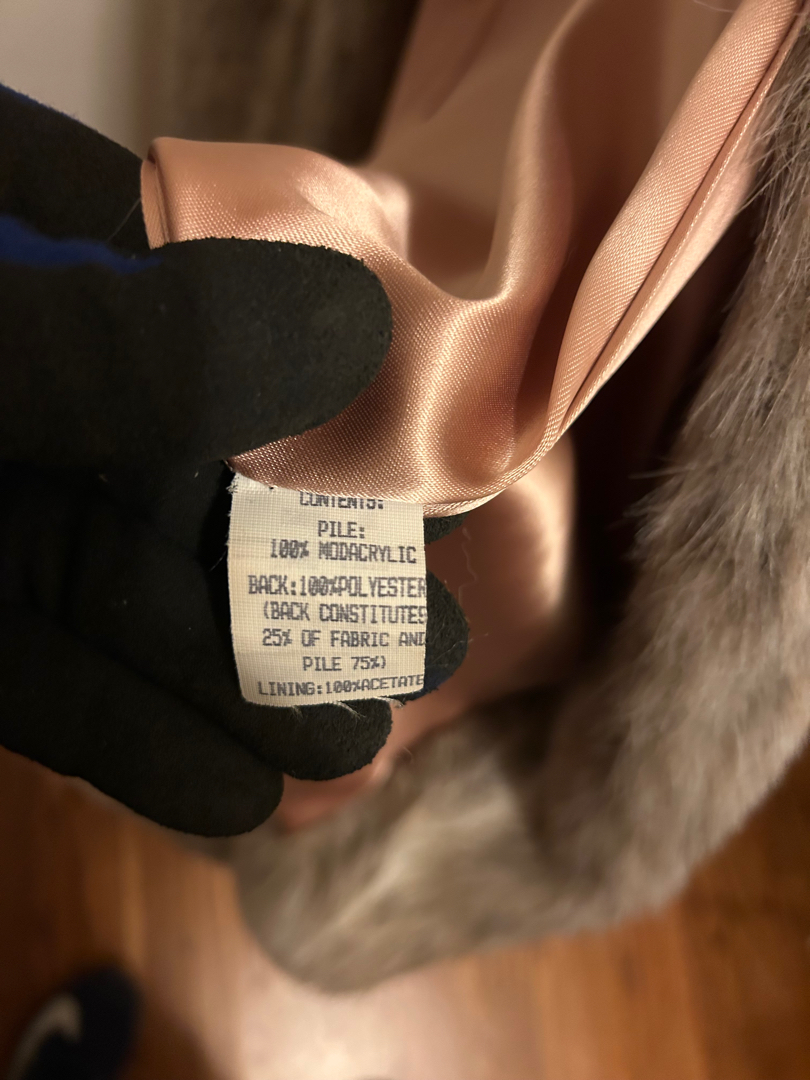 CONTENTS:
PILE:
100% MODACRYLIC
BACK:100%POLYESTER
(BACK CONSTITUTES
25% OF FABRIC AND
PILE 75%)
LINING:100%ACETATE